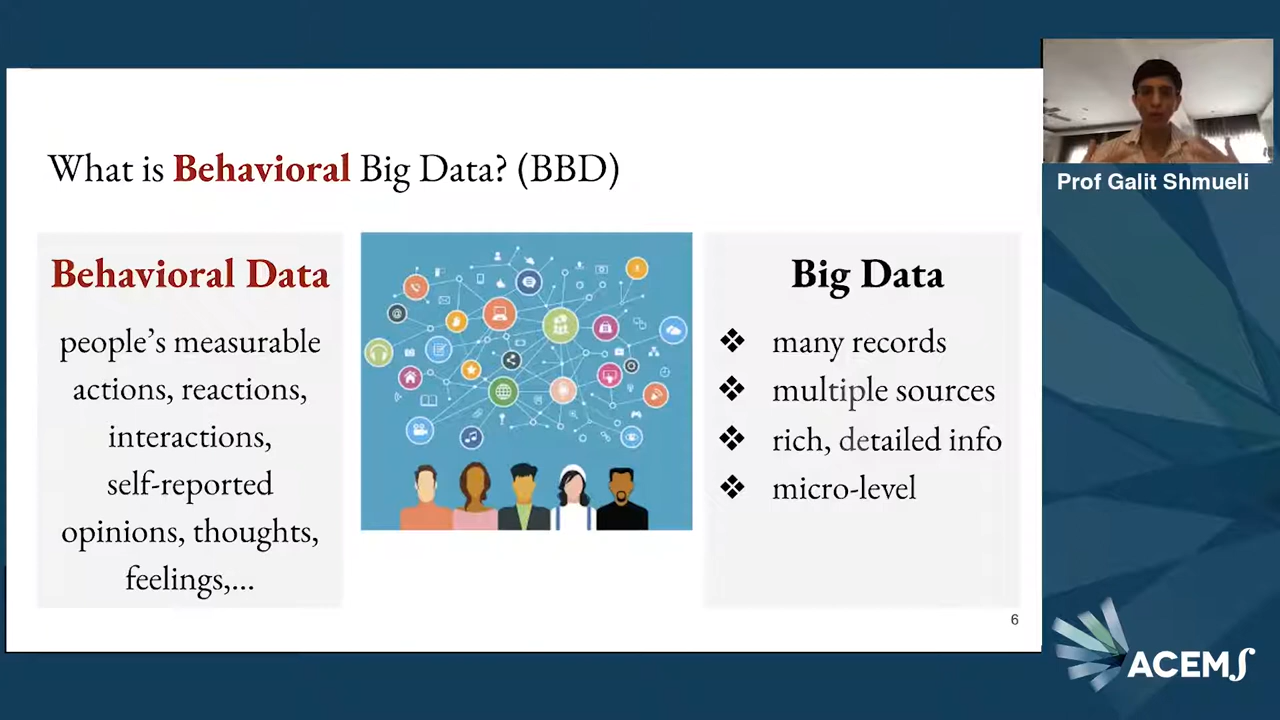 What is Behavioral Big Data? (BBD)
Behavioral Data
people’s measurable
actions, reactions,
interactions,
self-reported
opinions, thoughts,
feelings,...
Big Data
❖ many records
❖ multiple sources
❖ rich, detailed info
❖ micro-level
6
Prof Galit Shmueli
ACEMS